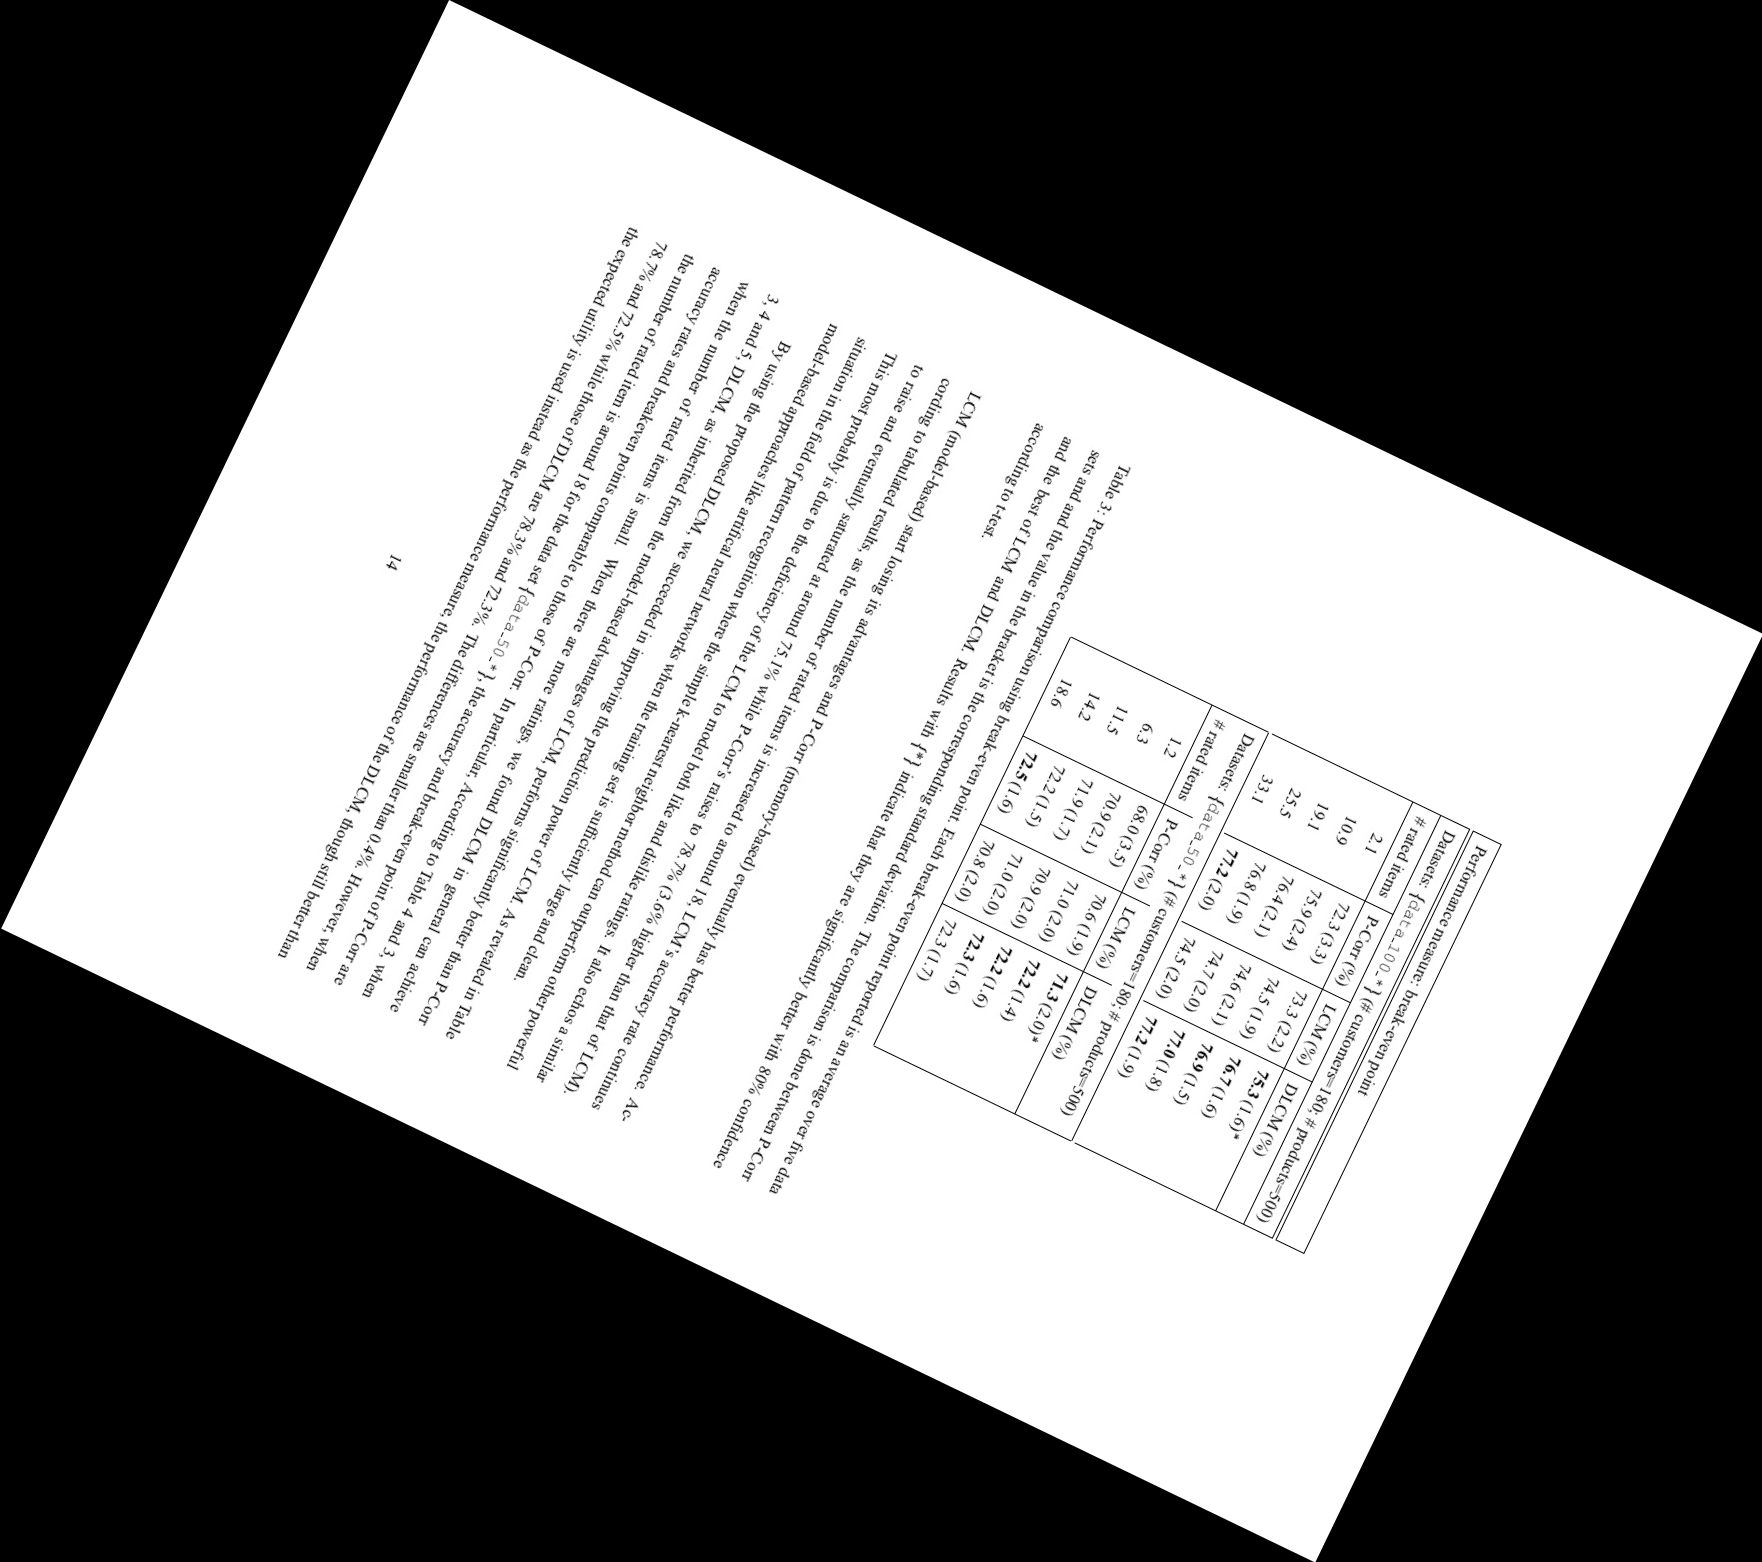 Performance measure: break-even point
Datasets: {data_100_*} (# customers=180; # products=500)
# rated items P-Corr (%) LCM (%) DLCM (%)
2.1 72.3 (3.3) 73.3 (2.2) 75.3 (1.6)*
10.9 75.9 (2.4) 74.5 (1.9) 76.7 (1.6)
19.1 76.4 (2.1) 74.6 (2.1) 76.9 (1.5)
25.5 76.8 (1.9) 74.7 (2.0) 77.0 (1.8)
33.1 77.2 (2.0) 74.5 (2.0) 77.2 (1.9)
Datasets: {data_50_*} (# customers=180; # products=500)
# rated items P-Corr (%) LCM (%) DLCM (%)
1.2 68.0 (3.5) 70.6 (1.9) 71.3 (2.0)*
6.3 70.9 (2.1) 71.0 (2.0) 72.2 (1.4)
11.5 71.9 (1.7) 70.9 (2.0) 72.2 (1.6)
14.2 72.2 (1.5) 71.0 (2.0) 72.3 (1.6)
18.6 72.5 (1.6) 70.8 (2.0) 72.3 (1.7)
Table 3: Performance comparison using break-even point. Each break-even point reported is an average over five data
sets and and the value in the bracket is the corresponding standard deviation. The comparison is done between P-Corr
and the best of LCM and DLCM. Results with {*} indicate that they are significantly better with 80% confidence
according to t-test.
LCM (model-based) start losing its advantages and P-Corr (memory-based) eventually has better performance. Ac-
cording to tabulated results, as the number of rated items is increased to around 18, LCM's accuracy rate continues
to raise and eventually saturated at around 75.1% while P-Corr's raises to 78.7% (3.6% higher than that of LCM).
This most probably is due to the deficiency of the LCM to model both like and dislike ratings. It also echos a similar
situation in the field of pattern recognition where the simple k-nearest neighbor method can outperform other powerful
model-based approaches like artifical neural networks when the training set is sufficiently large and clean.
By using the proposed DLCM, we succeeded in improving the prediction power of LCM. As revealed in Table
3, 4 and 5, DLCM, as inherited from the model-based advantages of LCM, performs significantly better than P-Corr
when the number of rated items is small. When there are more ratings, we found DLCM in general can achieve
accuracy rates and breakeven points comparable to those of P-Corr. In particular, According to Table 4 and 3, when
the number of rated item is around 18 for the data set {data_50_*}, the accuracy and break-even point of P-Corr are
78.7% and 72.5% while those of DLCM are 78.3% and 72.3%. The differences are smaller than 0.4%. However, when
the expected utility is used instead as the performance measure, the performance of the DLCM, though still better than
14